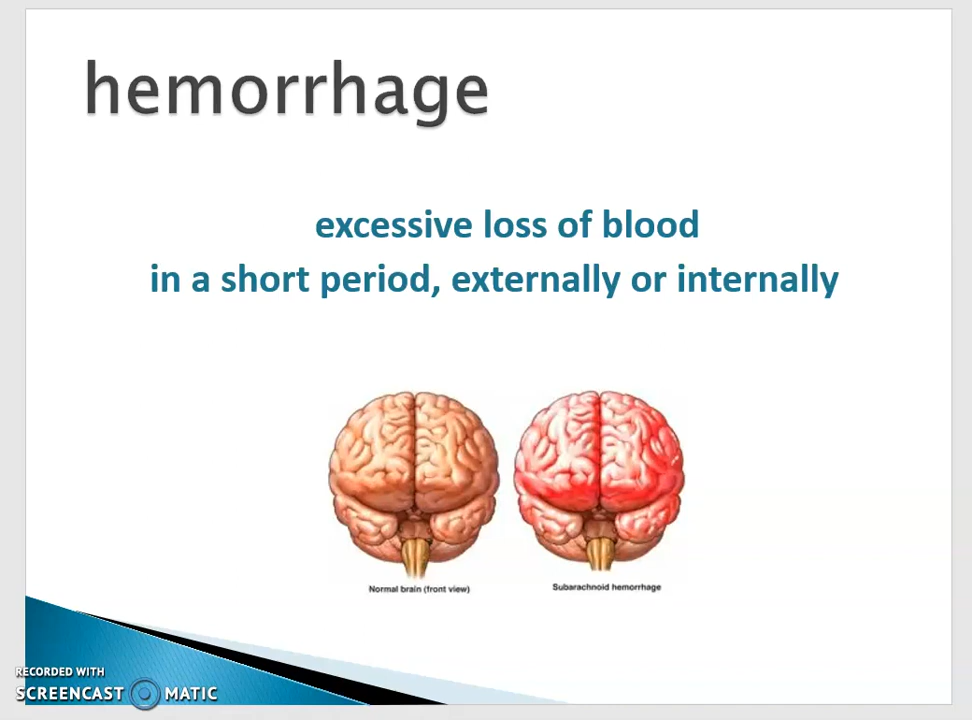 hemorrhage
excessive loss of blood
in a short period, externally or internally
Normal brain (front view)
Subarachnoid hemorrhage
RECORDED WITH
SCREENCAST MATIC